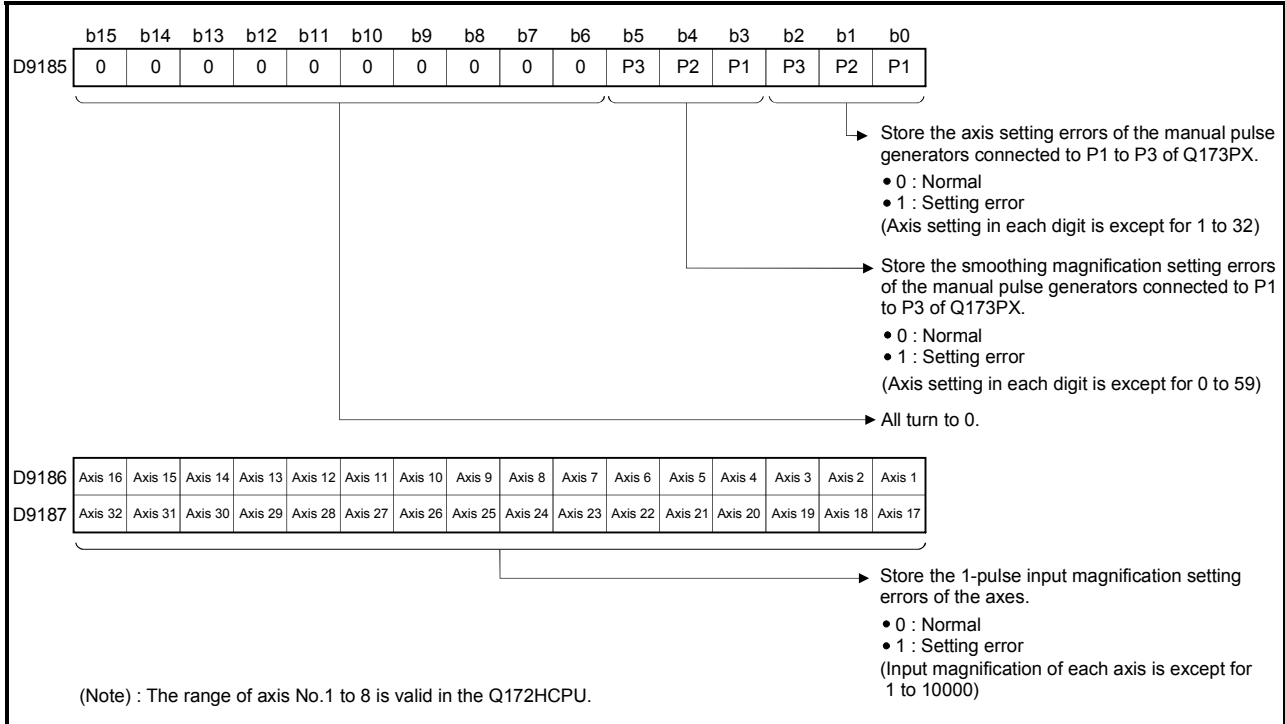 b15 b14 b13 b12 b11 b10 b9 b8 b7 b6 b5 b4 b3 b2 b1 b0
D9185 0 0 0 0 0 0 0 0 0 0 P3 P2 P1 P3 P2 P1
Store the axis setting errors of the manual pulse
generators connected to P1 to P3 of Q173PX.
• 0 : Normal
• 1 : Setting error
(Axis setting in each digit is except for 1 to 32)
Store the smoothing magnification setting errors
of the manual pulse generators connected to P1
to P3 of Q173PX.
• 0 : Normal
• 1 : Setting error
(Axis setting in each digit is except for 0 to 59)
All turn to 0.
D9186 Axis 16 Axis 15 Axis 14 Axis 13 Axis 12 Axis 11 Axis 10 Axis 9 Axis 8 Axis 7 Axis 6 Axis 5 Axis 4 Axis 3 Axis 2 Axis 1
D9187 Axis 32 Axis 31 Axis 30 Axis 29 Axis 28 Axis 27 Axis 26 Axis 25 Axis 24 Axis 23 Axis 22 Axis 21 Axis 20 Axis 19 Axis 18 Axis 17
Store the 1-pulse input magnification setting
errors of the axes.
• 0 : Normal
• 1 : Setting error
(Input magnification of each axis is except for
1 to 10000)
(Note) : The range of axis No.1 to 8 is valid in the Q172HCPU.